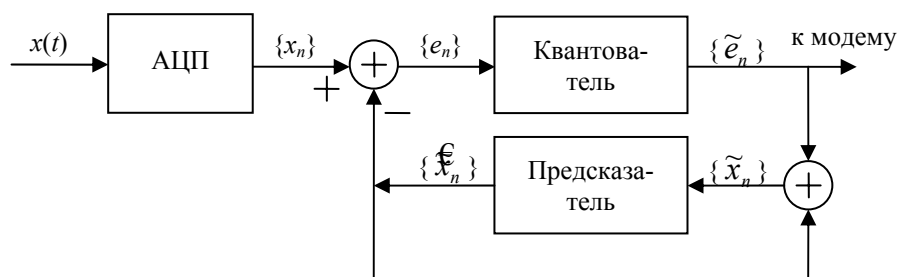 x(t)
АЦП
{xₙ}
+
+
−
{eₙ}
Квантова-
тель
{ẽₙ}
к модему
Предсказа-
тель
{x̃ₙ}
+